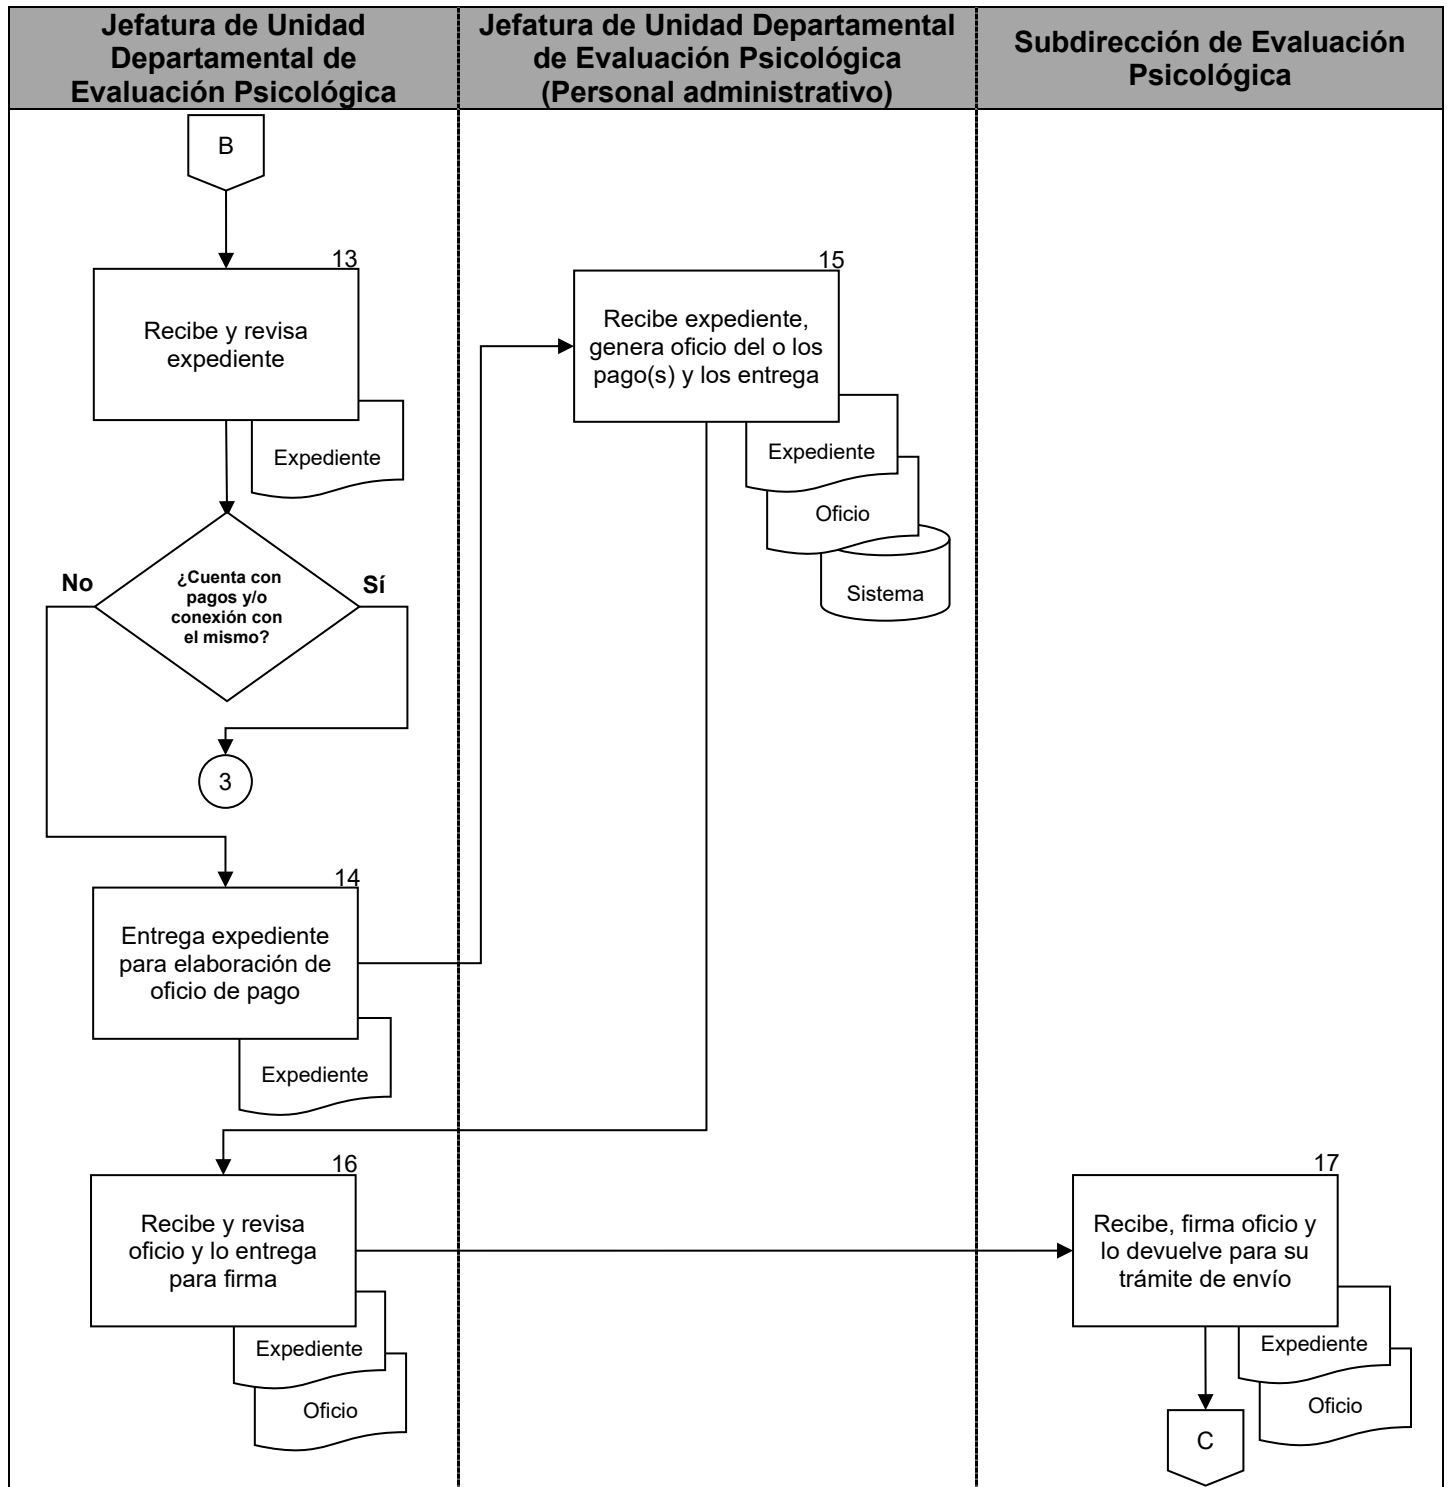 Jefatura de Unidad
Departamental de
Evaluación Psicológica
Jefatura de Unidad Departamental
de Evaluación Psicológica
(Personal administrativo)
Subdirección de Evaluación
Psicológica
B
13
Recibe y revisa
expediente
Expediente
No
¿Cuenta con
pagos y/o
conexión con
el mismo?
Sí
3
14
Entrega expediente
para elaboración de
oficio de pago
Expediente
15
Recibe expediente,
genera oficio del o los
pago(s) y los entrega
Expediente
Oficio
Sistema
16
Recibe y revisa
oficio y lo entrega
para firma
Expediente
Oficio
17
Recibe, firma oficio y
lo devuelve para su
trámite de envío
Expediente
Oficio
C